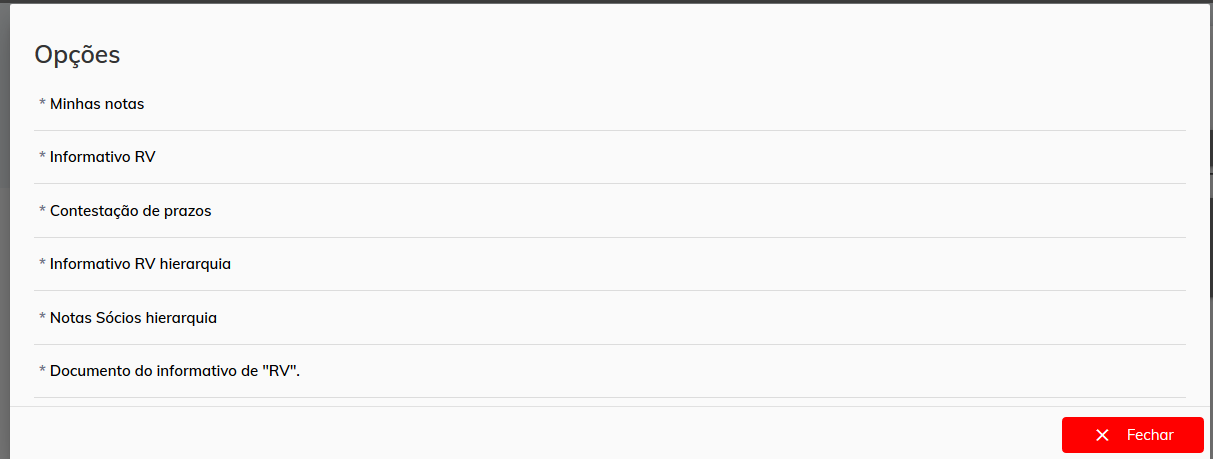 Opções
* Minhas notas
* Informativo RV
* Contestação de prazos
* Informativo RV hierarquia
* Notas Sócios hierarquia
* Documento do informativo de "RV".
Fechar